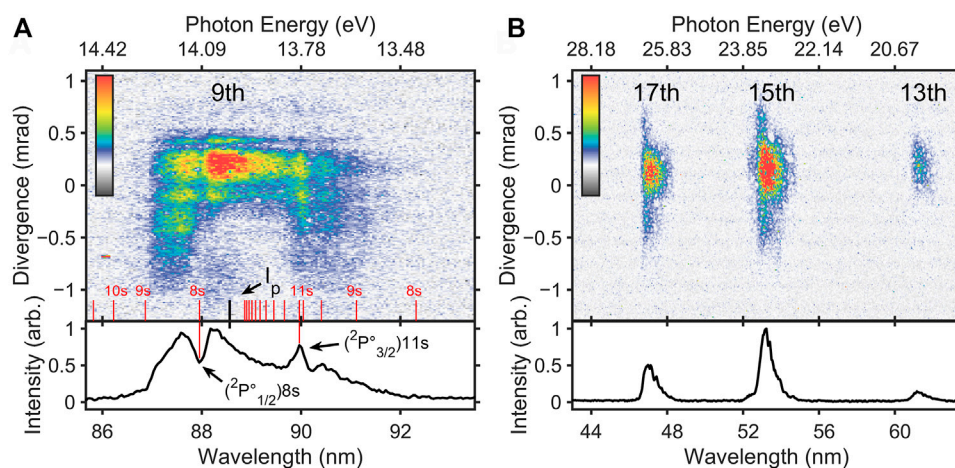 A
Photon Energy (eV)
14.42 14.09 13.78 13.48
Divergence (mrad)
1
0.5
0
−0.5
−1
9th
I p
10s 9s 8s 11s 9s 8s
Intensity (arb.)
1
0.5
0
(²P°3/2)11s
(²P°1/2)8s
86 88 90 92
Wavelength (nm)
B
Photon Energy (eV)
28.18 25.83 23.85 22.14 20.67
Divergence (mrad)
1
0.5
0
−0.5
−1
17th 15th 13th
Intensity (arb.)
1
0.5
0
44 48 52 56 60
Wavelength (nm)